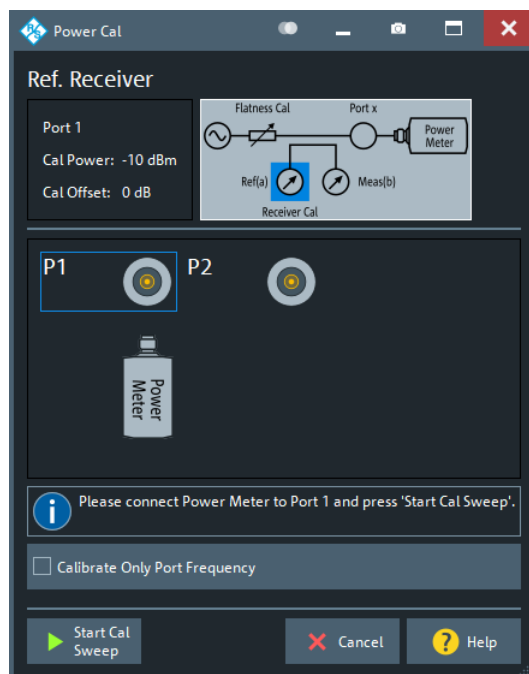 Power Cal
Ref. Receiver
Port 1
Cal Power: -10 dBm
Cal Offset: 0 dB
Flatness Cal
Port x
Power
Meter
Ref(a)
Meas(b)
Receiver Cal
P1
P2
Power
Meter
Please connect Power Meter to Port 1 and press 'Start Cal Sweep'.
Calibrate Only Port Frequency
Start Cal
Sweep
Cancel
Help